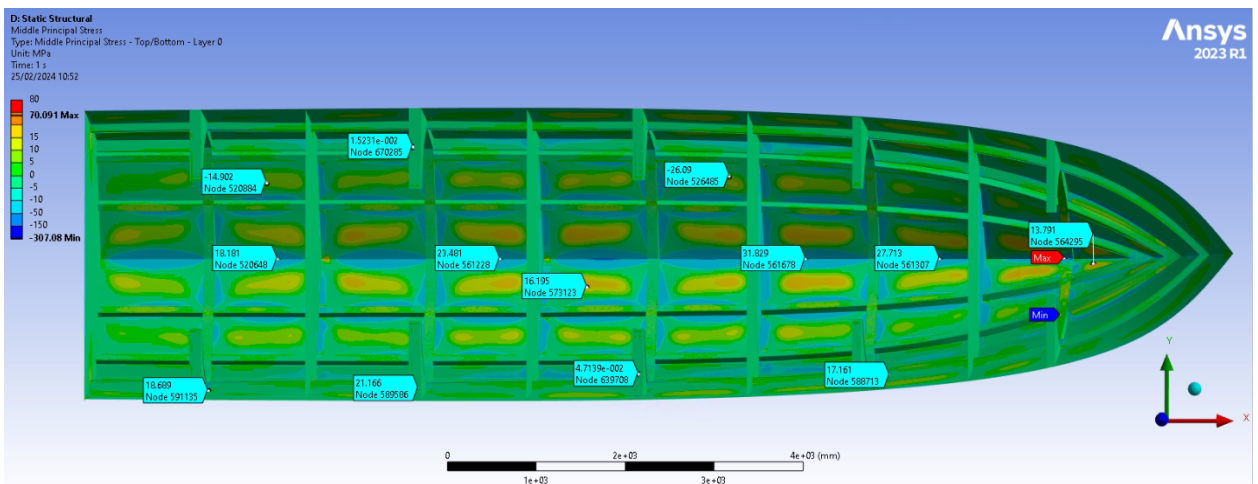 D: Static Structural
Middle Principal Stress
Type: Middle Principal Stress - Top/Bottom - Layer 0
Unit: MPa
Time: 1 s
25/02/2024 10:52
Ansys
2023 R1
80
70.091 Max
15
10
5
0
-5
-10
-50
-150
-307.08 Min
1.5231e-002
Node 670285
-14.902
Node 520884
-26.09
Node 526485
18.181
Node 520648
23.481
Node 561228
31.829
Node 561678
27.713
Node 561307
13.791
Node 564295
Max
16.195
Node 573123
Min
18.689
Node 591135
21.166
Node 589586
4.7139e-002
Node 639708
17.161
Node 588713
Y
X
0
2e+03
4e+03 (mm)
1e+03
3e+03